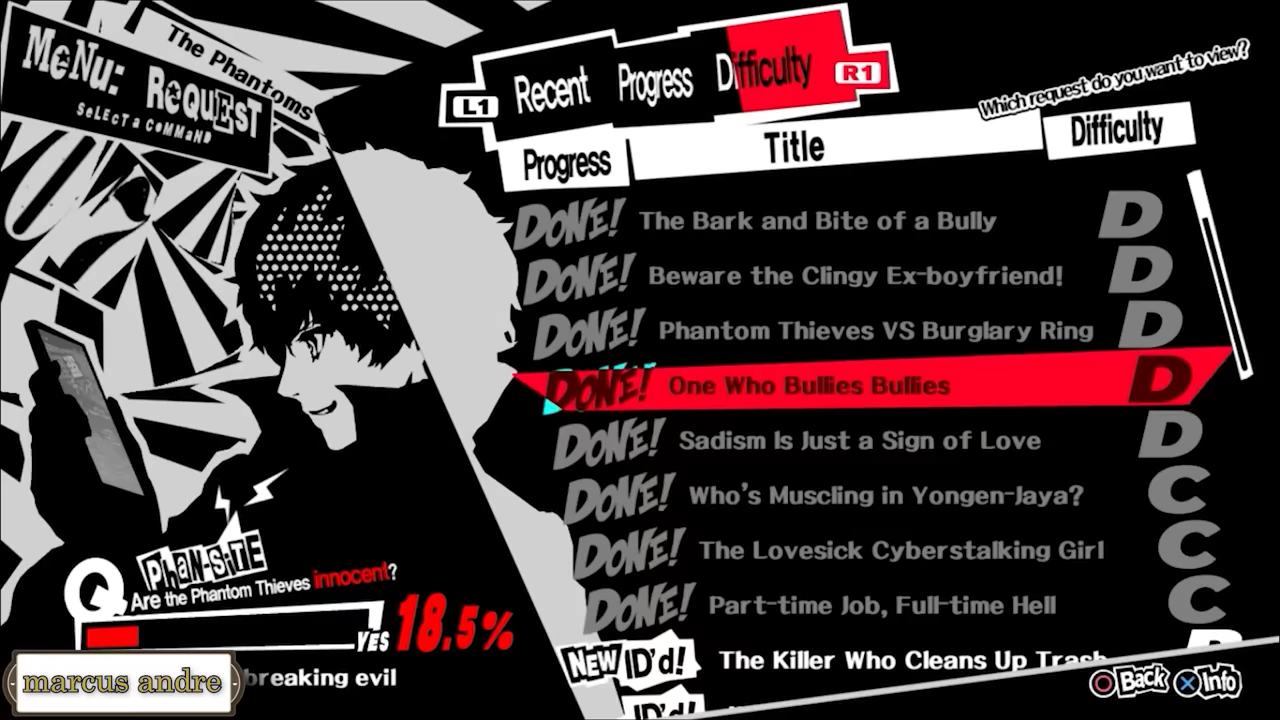 The Phantoms
MeNu: ReQuEST
SeLEcT a CoMMaND
L1 Recent Progress Difficulty R1
Which request do you want to view?
Progress Title Difficulty
DONE! The Bark and Bite of a Bully D
DONE! Beware the Clingy Ex-boyfriend! D
DONE! Phantom Thieves VS Burglary Ring D
DONE! One Who Bullies Bullies D
DONE! Sadism Is Just a Sign of Love D
DONE! Who's Muscling in Yongen-Jaya? C
DONE! The Lovesick Cyberstalking Girl C
DONE! Part-time Job, Full-time Hell C
NEW ID'd! The Killer Who Cleans Up Trash
ID'd!
PhaN-SiTE
Q Are the Phantom Thieves innocent?
YES 18.5%
breaking evil
marcus andre
Back Info